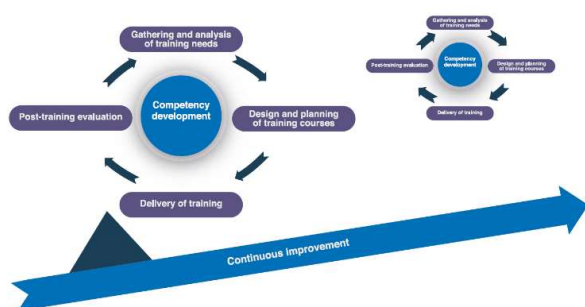 Gathering and analysis
of training needs
Competency
development
Post-training evaluation
Design and planning
of training courses
Delivery of training
Gathering and analysis
of training needs
Competency
development
Post-training evaluation
Design and planning
of training courses
Delivery of training
Continuous improvement